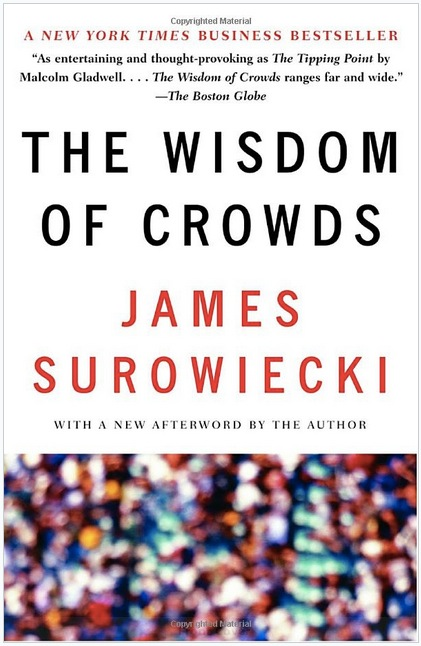 Copyrighted Material
A NEW YORK TIMES BUSINESS BESTSELLER
“As entertaining and thought-provoking as The Tipping Point by
Malcolm Gladwell. . . . The Wisdom of Crowds ranges far and wide.”
—The Boston Globe
THE WISDOM
OF CROWDS
JAMES
SUROWIECKI
WITH A NEW AFTERWORD BY THE AUTHOR
Copyrighted Material